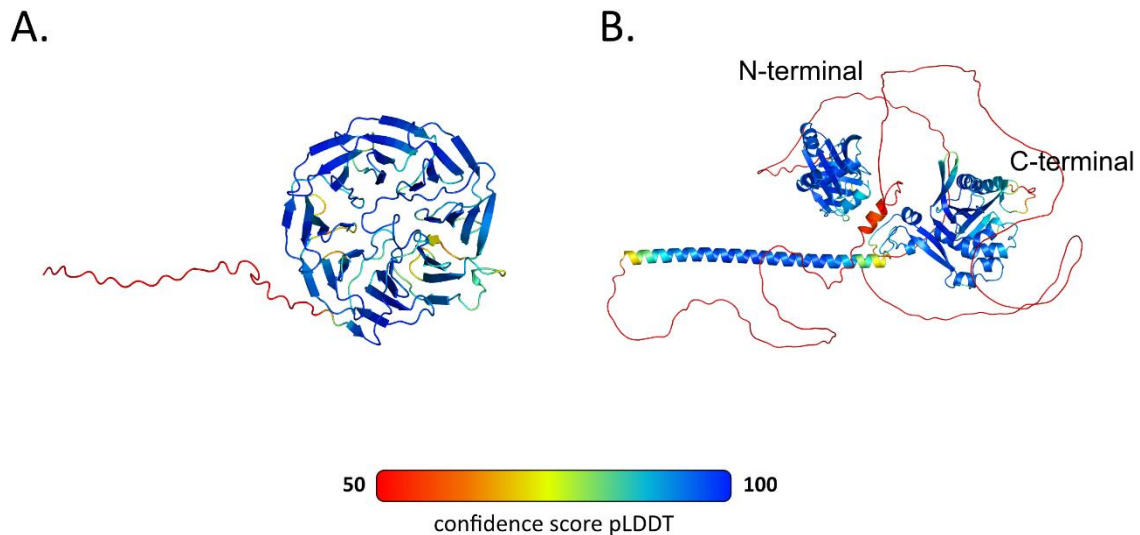 A.
B.
N-terminal
C-terminal
50
100
confidence score pLDDT